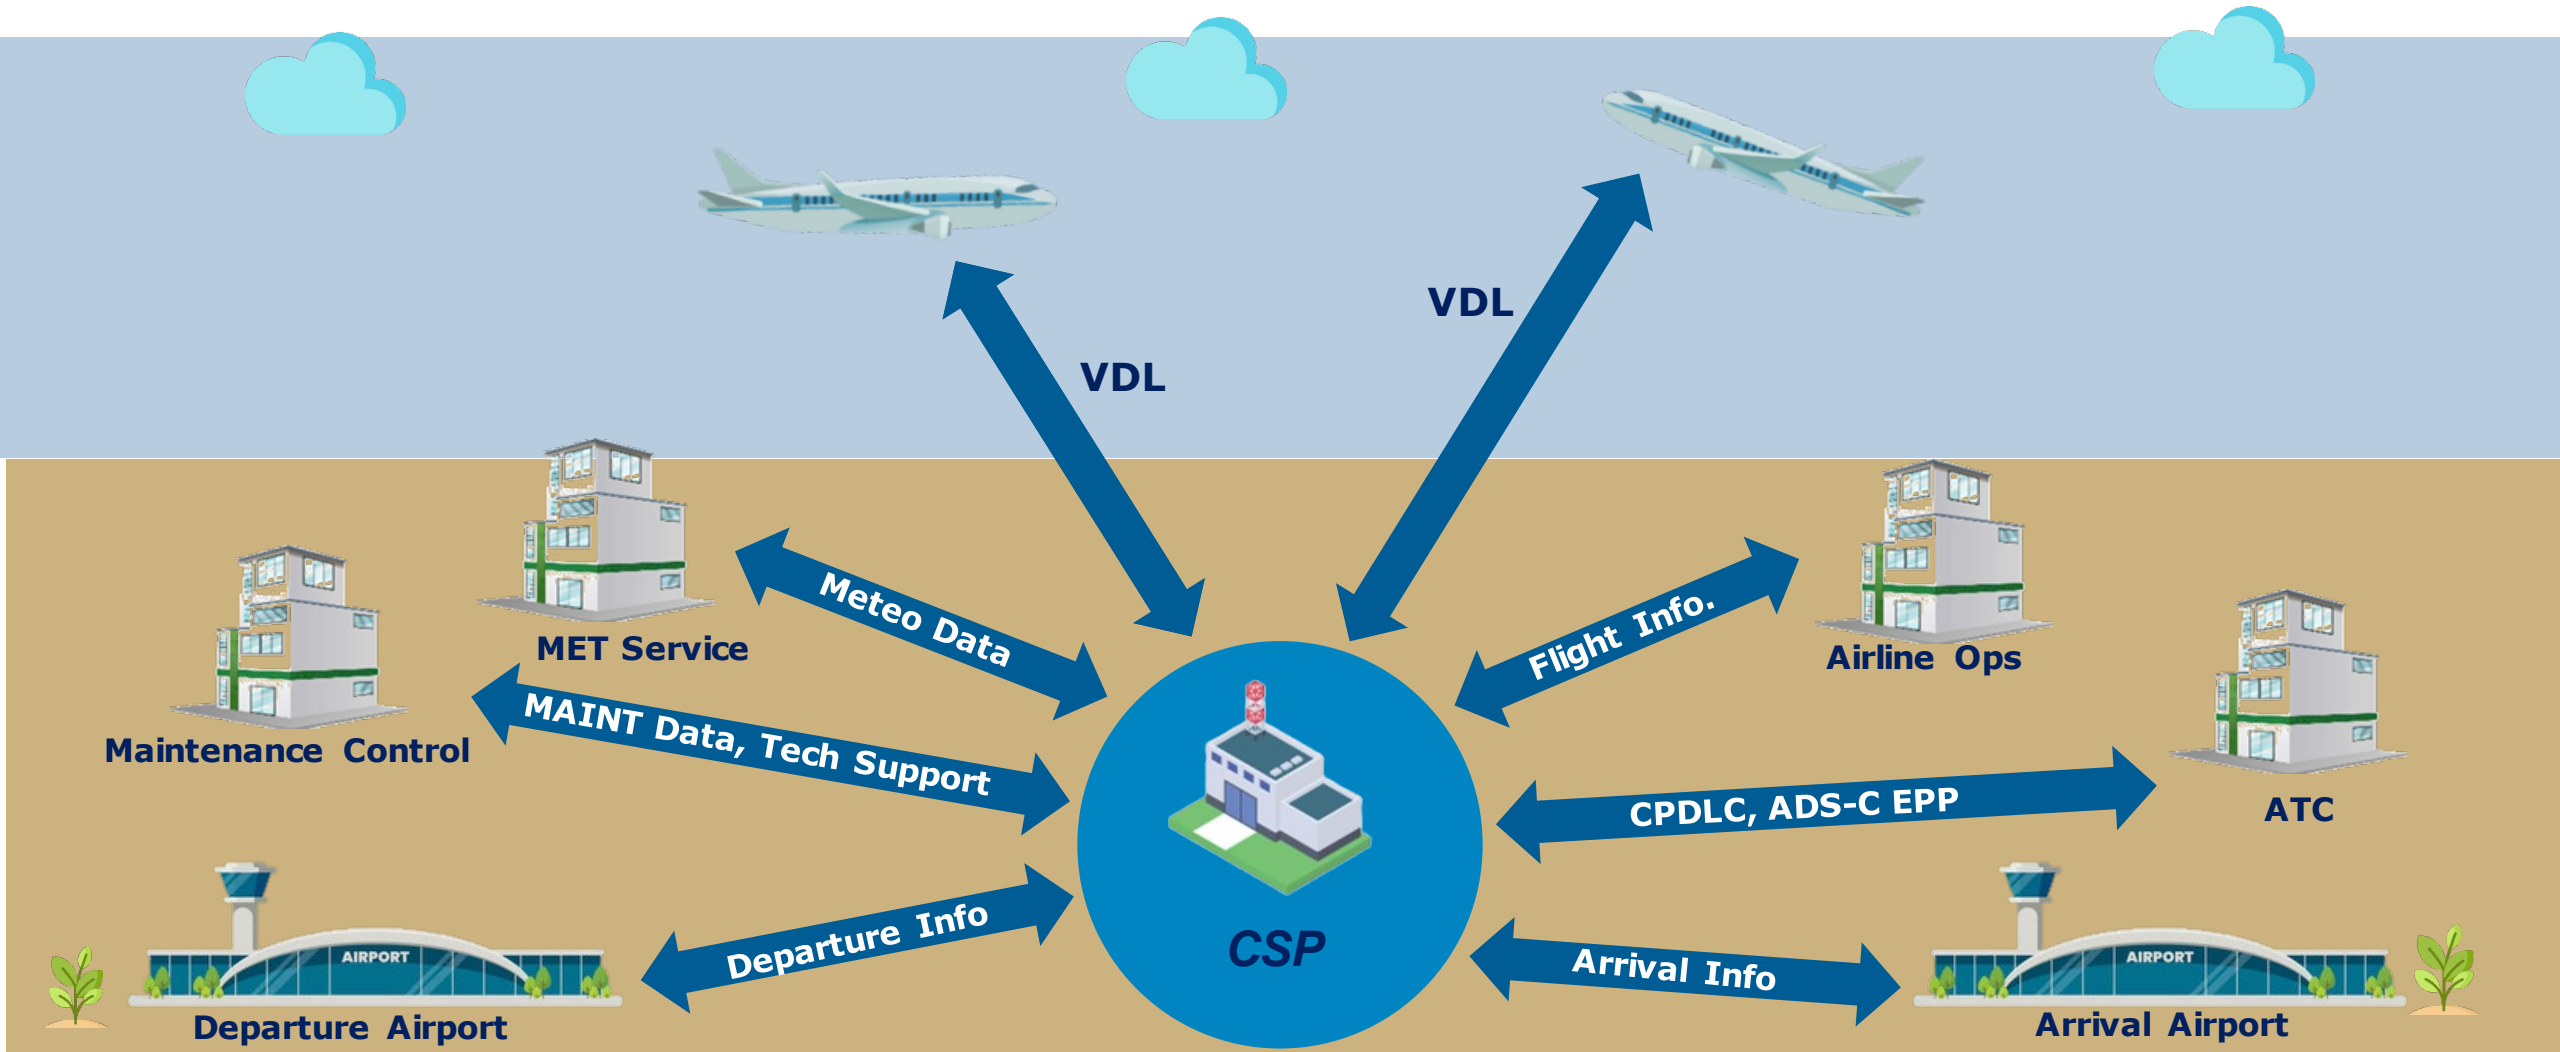 VDL
VDL
Meteo Data
Flight Info.
MET Service
Airline Ops
MAINT Data, Tech Support
Maintenance Control
CPDLC, ADS-C EPP
ATC
Departure Info
CSP
Arrival Info
AIRPORT
AIRPORT
Departure Airport
Arrival Airport